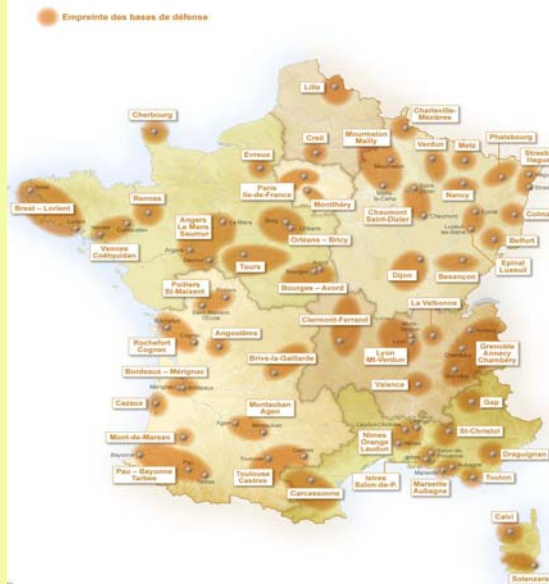 Empreinte des bases de défense
Lille
Cherbourg
Charleville-
Mézières
Creil
Mourmelon
Mailly
Verdun
Metz
Phalsbourg
Evreux
Paris
Ile-de-France
Montlhéry
Nancy
Brest – Lorient
Rennes
Vannes
Coëtquidan
Angers
Le Mans
Saumur
Orléans – Bricy
Chaumont
Saint-Dizier
Colmar
Belfort
Epinal
Luxeuil
Tours
Bourges – Avord
Dijon
Besançon
Poitiers
St-Maixent
Clermont-Ferrand
La Valbonne
Rochefort
Cognac
Angoulême
Lyon
Mt-Verdun
Grenoble
Annecy
Chambéry
Brive-la-Gaillarde
Bordeaux – Mérignac
Valence
Cazaux
Montauban
Agen
Gap
Mont-de-Marsan
Nîmes
Orange
Laudun
St-Christol
Draguignan
Pau – Bayonne
Tarbes
Toulouse
Castres
Carcassonne
Istres
Salon-de-P.
Marseille
Aubagne
Toulon
Calvi
Solenzara